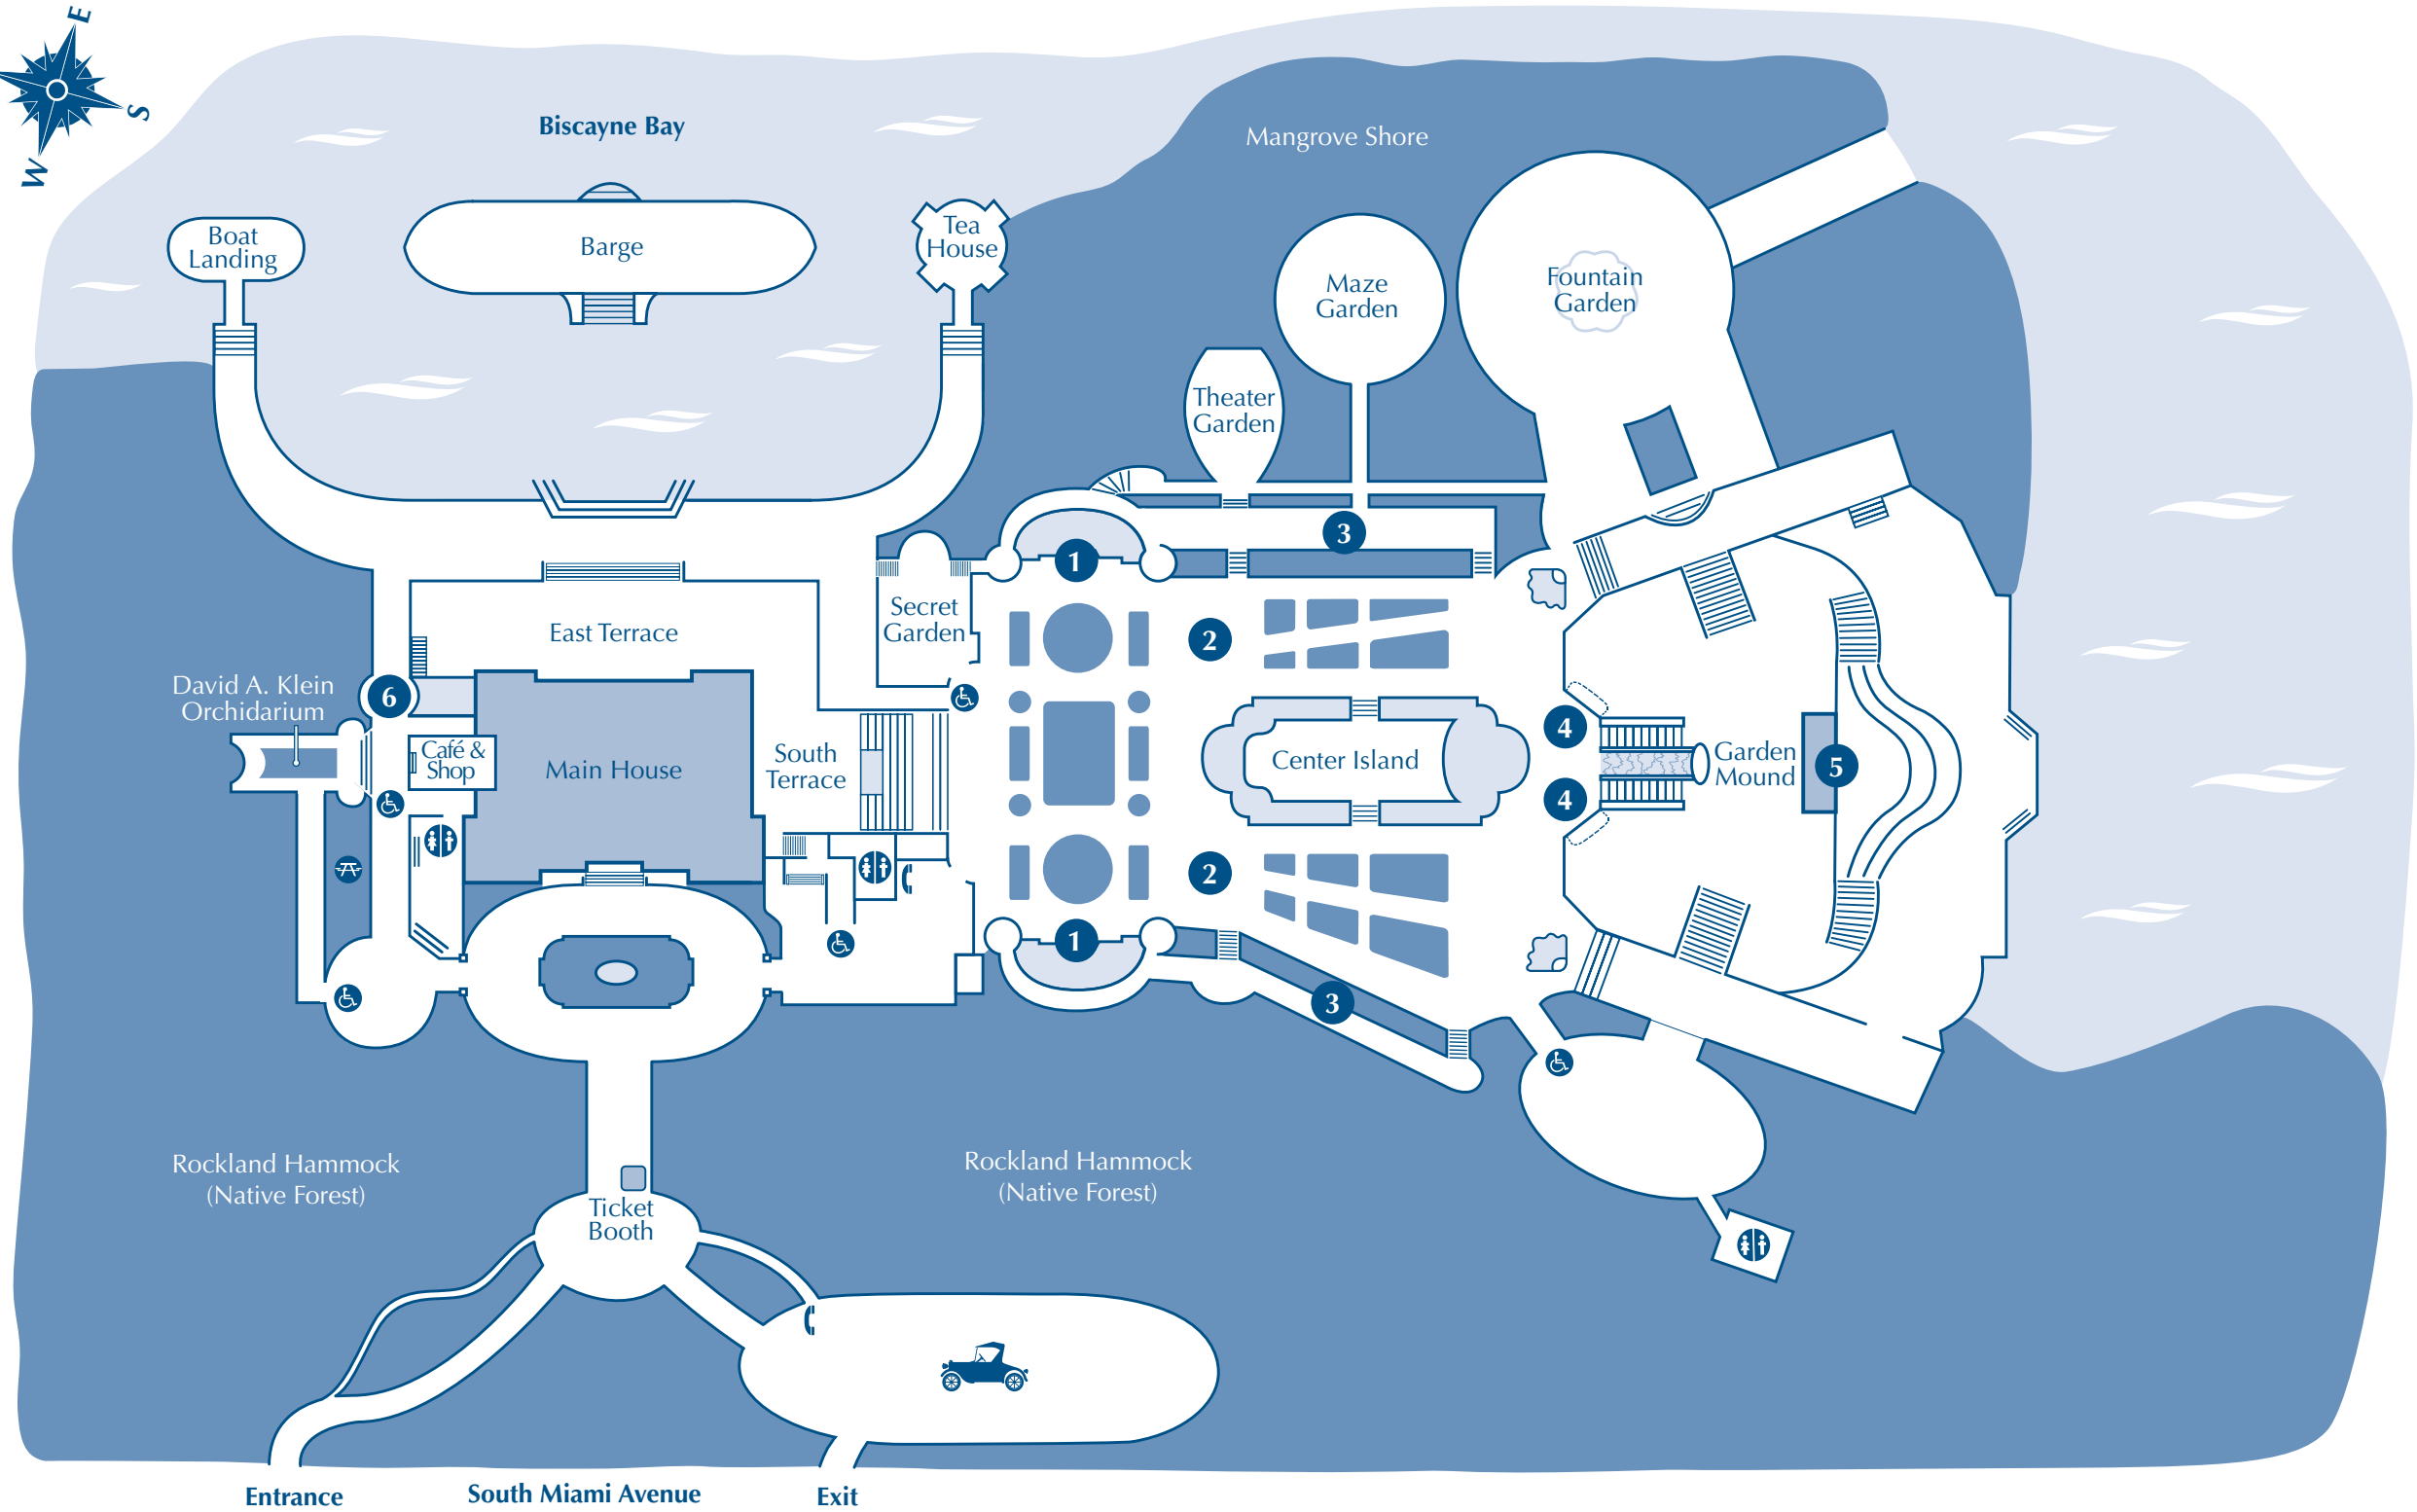 E
S
W
Biscayne Bay
Mangrove Shore
Boat
Landing
Barge
Tea
House
Maze
Garden
Fountain
Garden
Theater
Garden
3
1
Secret
Garden
East Terrace
2
David A. Klein
Orchidarium
6
4
Café &
Shop
Main House
South
Terrace
Center Island
Garden
Mound
5
4
2
1
3
Rockland Hammock
(Native Forest)
Rockland Hammock
(Native Forest)
Ticket
Booth
Entrance
South Miami Avenue
Exit